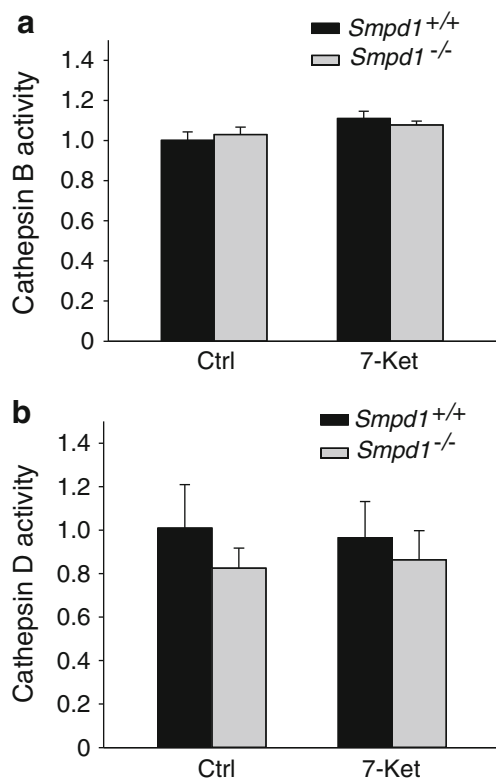 a
Smpd1+/+
Smpd1-/-
Cathepsin B activity
1.4
1.2
1.0
0.8
0.6
0.4
0.2
0
Ctrl 7-Ket
b
Smpd1+/+
Smpd1-/-
Cathepsin D activity
1.4
1.2
1.0
0.8
0.6
0.4
0.2
0
Ctrl 7-Ket